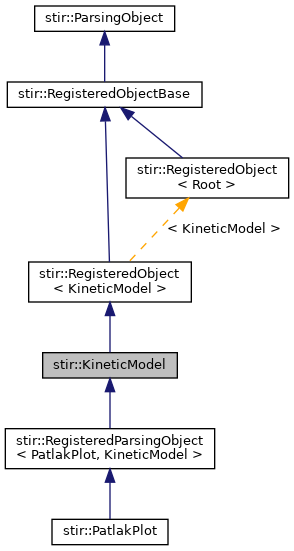 stir::ParsingObject
stir::RegisteredObjectBase
stir::RegisteredObject
< Root >
< KineticModel >
stir::RegisteredObject
< KineticModel >
stir::KineticModel
stir::RegisteredParsingObject
< PatlakPlot, KineticModel >
stir::PatlakPlot